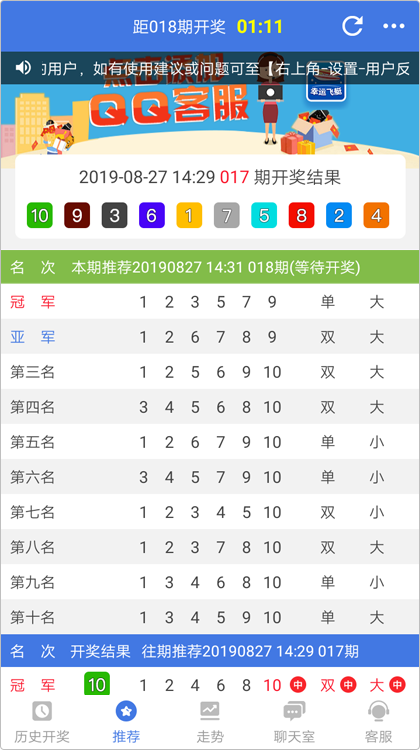 距018期开奖 01:11
的用户，如有使用建议或问题可至【右上角-设置-用户反
点击添加
QQ客服
幸运飞艇
2019-08-27 14:29 017 期开奖结果
10 9 3 6 1 7 5 8 2 4
名 次 本期推荐20190827 14:31 018期(等待开奖)
冠 军 1 2 3 5 7 9 单 大
亚 军 1 2 6 7 8 9 双 大
第三名 1 2 5 6 9 10 双 大
第四名 3 4 5 6 8 10 双 大
第五名 1 2 6 7 9 10 单 小
第六名 3 4 5 7 9 10 单 小
第七名 1 2 3 4 5 10 双 小
第八名 1 2 3 7 8 10 双 大
第九名 1 3 4 6 8 10 单 小
第十名 1 3 4 5 9 10 单 大
名 次 开奖结果 往期推荐20190827 14:29 017期
冠 军 10 1 2 4 6 8 10 中 双 中 大 中
历史开奖 推荐 走势 聊天室 客服